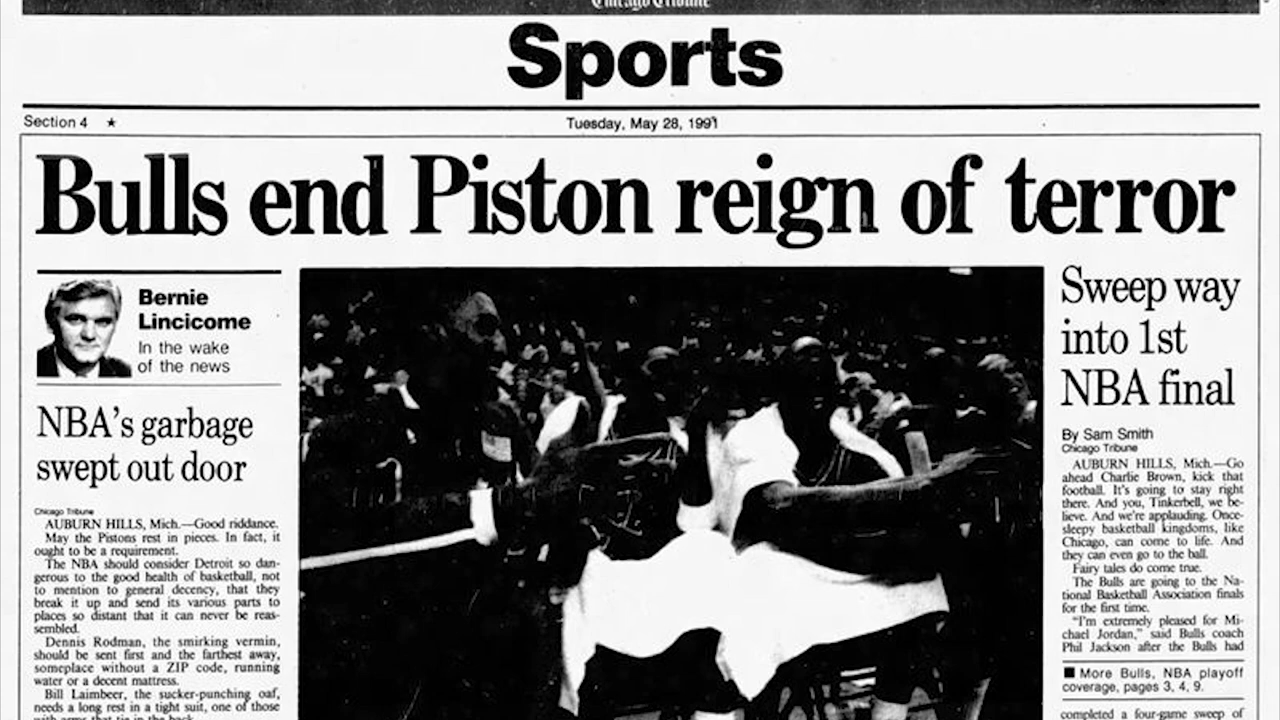 Chicago Tribune
Sports
Section 4 ★ Tuesday, May 28, 1991
Bulls end Piston reign of terror
Bernie
Lincicome
In the wake
of the news
NBA's garbage
swept out door
Chicago Tribune
AUBURN HILLS, Mich.—Good riddance.
May the Pistons rest in pieces. In fact, it
ought to be a requirement.
The NBA should consider Detroit so dan-
gerous to the good health of basketball, not
to mention to general decency, that they
break it up and send its various parts to
places so distant that it can never be reas-
sembled.
Dennis Rodman, the smirking vermin,
should be sent first and the farthest away,
someplace without a ZIP code, running
water or a decent mattress.
Bill Laimbeer, the sucker-punching oaf,
needs a long rest in a tight suit, one of those
with arms that tie in the back.
Sweep way
into 1st
NBA final
By Sam Smith
Chicago Tribune
AUBURN HILLS, Mich.—Go
ahead Charlie Brown, kick that
football. It's going to stay right
there. And you, Tinkerbell, we be-
lieve. And we're applauding. Once-
sleepy basketball kingdoms, like
Chicago, can come to life. And
they can even go to the ball.
Fairy tales do come true.
The Bulls are going to the Na-
tional Basketball Association finals
for the first time.
"I'm extremely pleased for Mi-
chael Jordan," said Bulls coach
Phil Jackson after the Bulls had
■ More Bulls, NBA playoff
coverage, pages 3, 4, 9.
completed a four-game sweep of